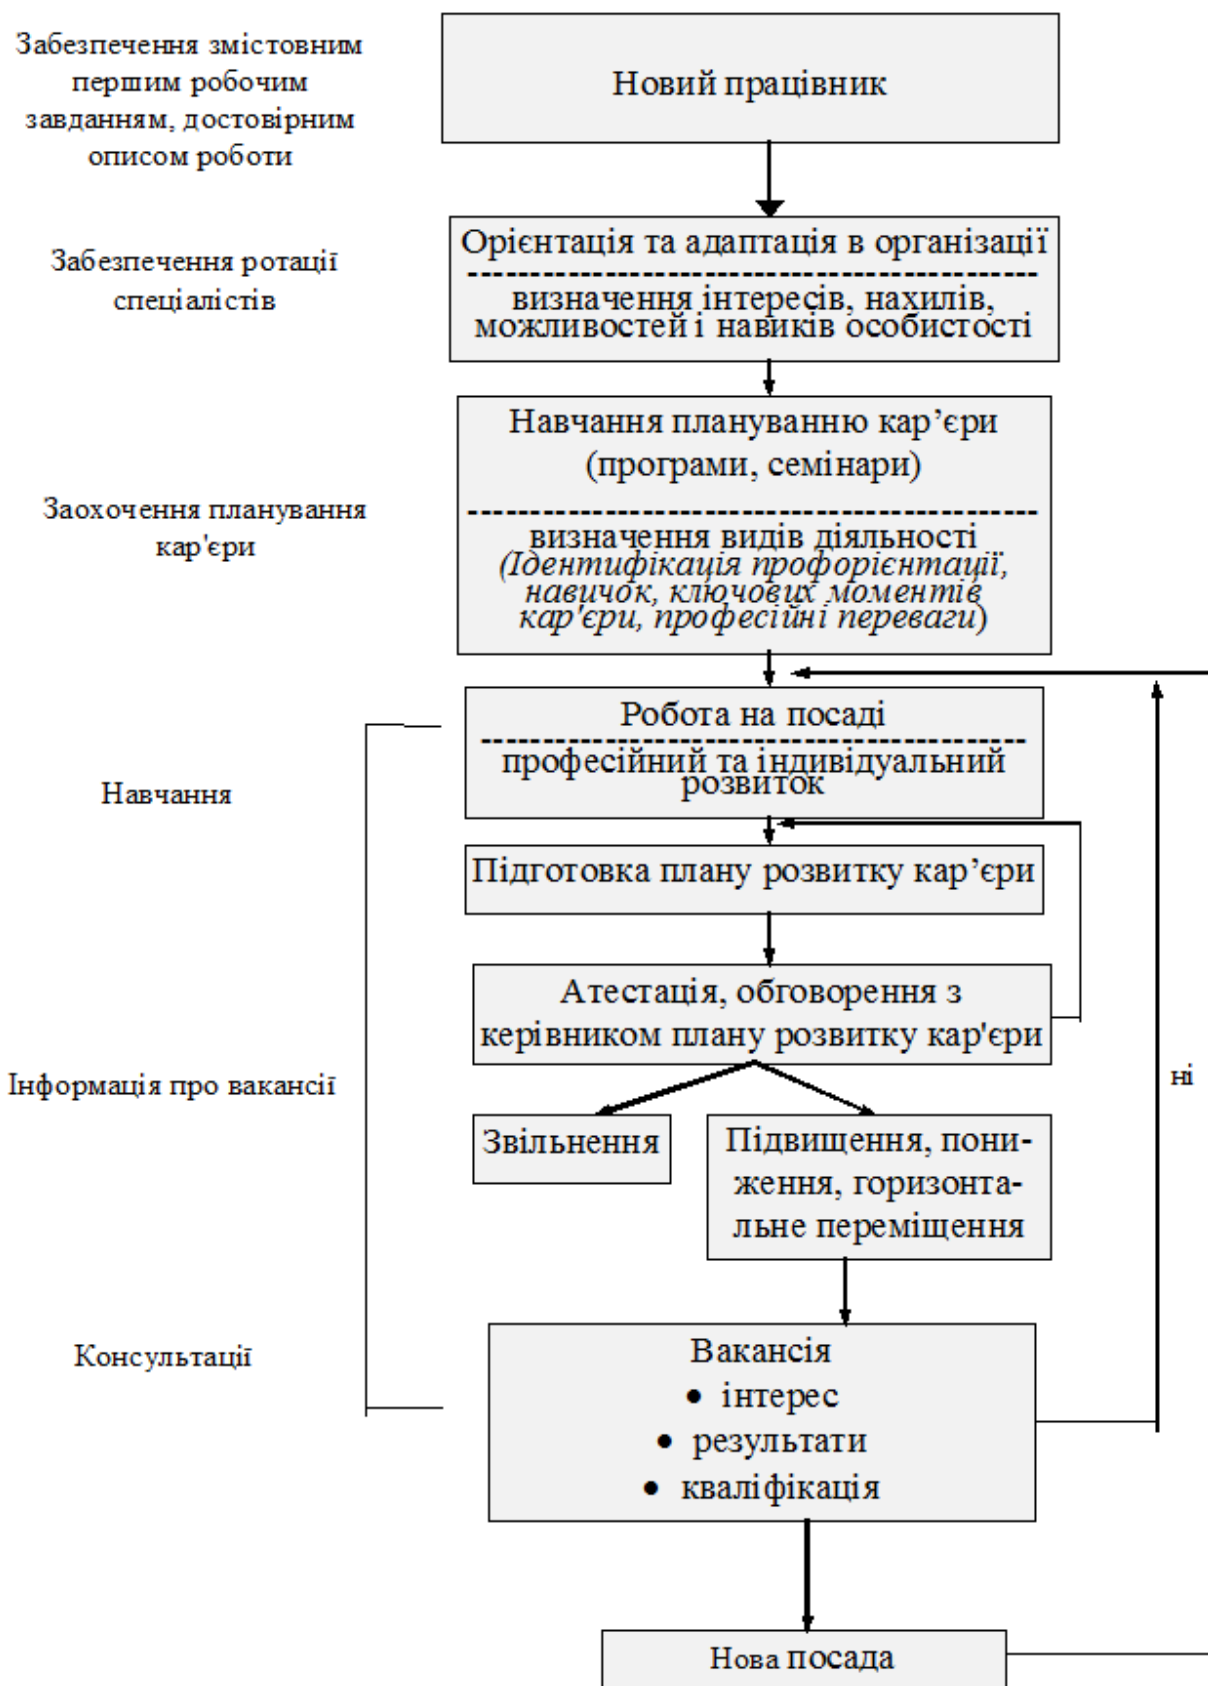 Забезпечення змістовним
першим робочим
завданням, достовірним
описом роботи
Новий працівник
Забезпечення ротації
спеціалістів
Орієнтація та адаптація в організації
визначення інтересів, нахилів,
можливостей і навиків особистості
Заохочення планування
кар'єри
Навчання плануванню кар’єри
(програми, семінари)
визначення видів діяльності
(Ідентифікація профорієнтації,
навичок, ключових моментів
кар'єри, професійні переваги)
Навчання
Робота на посаді
професійний та індивідуальний
розвиток
Підготовка плану розвитку кар’єри
Атестація, обговорення з
керівником плану розвитку кар'єри
Інформація про вакансії
ні
Звільнення
Підвищення, пони-
ження, горизонта-
льне переміщення
Консультації
Вакансія
• інтерес
• результати
• кваліфікація
Нова посада